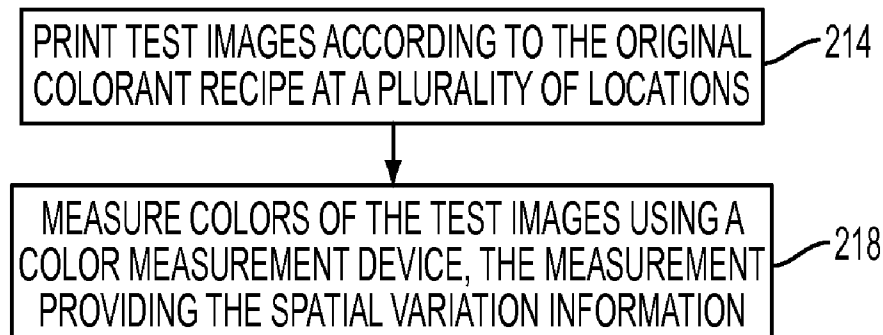 PRINT TEST IMAGES ACCORDING TO THE ORIGINAL
COLORANT RECIPE AT A PLURALITY OF LOCATIONS
214
MEASURE COLORS OF THE TEST IMAGES USING A
COLOR MEASUREMENT DEVICE, THE MEASUREMENT
PROVIDING THE SPATIAL VARIATION INFORMATION
218